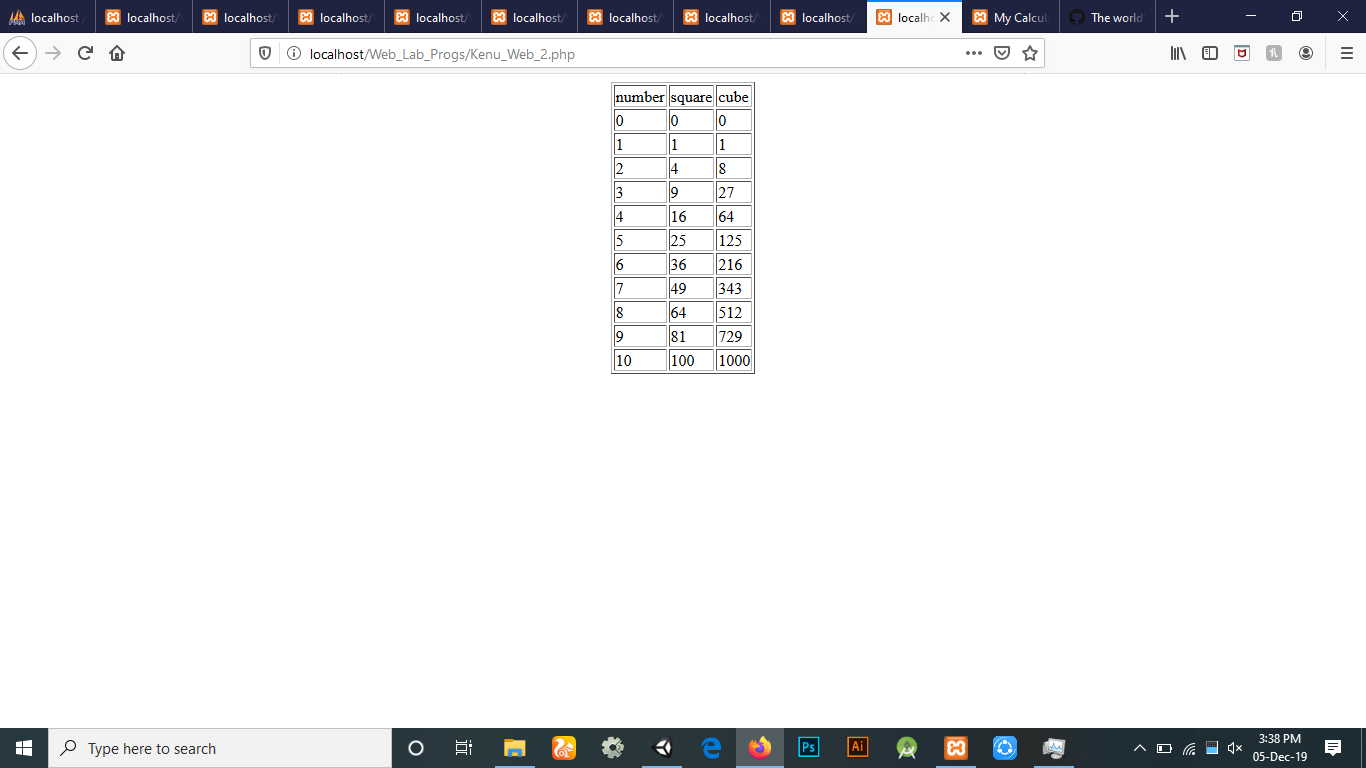 localhost localhost/ localhost/ localhost/ localhost/ localhost/ localhost/ localhost/ localhost/ localho My Calcul The world
localhost/Web_Lab_Progs/Kenu_Web_2.php
number square cube
0 0 0
1 1 1
2 4 8
3 9 27
4 16 64
5 25 125
6 36 216
7 49 343
8 64 512
9 81 729
10 100 1000
Type here to search
Ps
Ai
3:38 PM
05-Dec-19